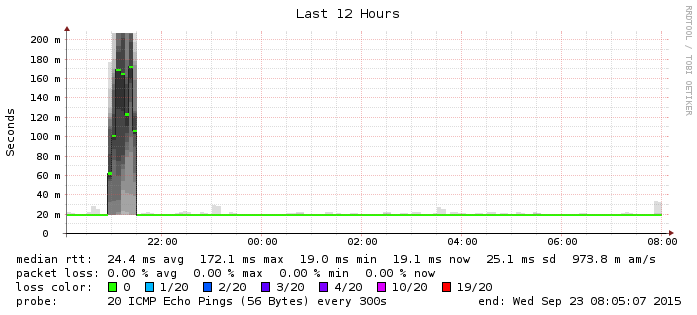 Last 12 Hours
RRDTOOL / TOBI OETIKER
Seconds
200 m
180 m
160 m
140 m
120 m
100 m
80 m
60 m
40 m
20 m
0
22:00 00:00 02:00 04:00 06:00 08:00
median rtt: 24.4 ms avg 172.1 ms max 19.0 ms min 19.1 ms now 25.1 ms sd 973.8 m am/s
packet loss: 0.00 % avg 0.00 % max 0.00 % min 0.00 % now
loss color: 0 1/20 2/20 3/20 4/20 10/20 19/20
probe: 20 ICMP Echo Pings (56 Bytes) every 300s end: Wed Sep 23 08:05:07 2015